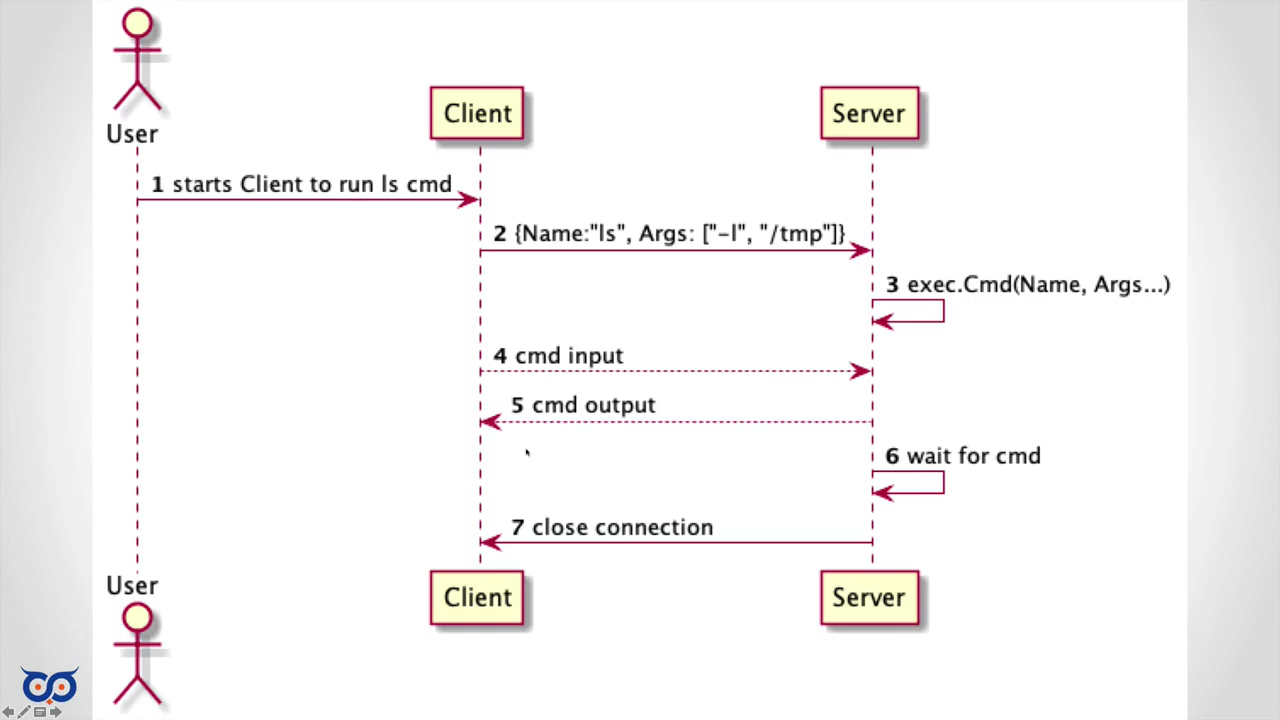 User
Client
Server
1 starts Client to run ls cmd
2 {Name:"ls", Args: ["-l", "/tmp"]}
3 exec.Cmd(Name, Args...)
4 cmd input
5 cmd output
6 wait for cmd
7 close connection
User
Client
Server